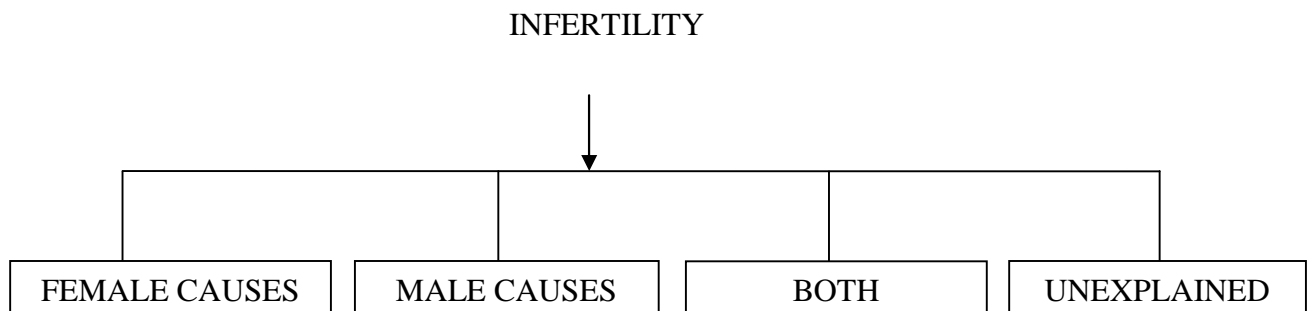 INFERTILITY
FEMALE CAUSES MALE CAUSES BOTH UNEXPLAINED